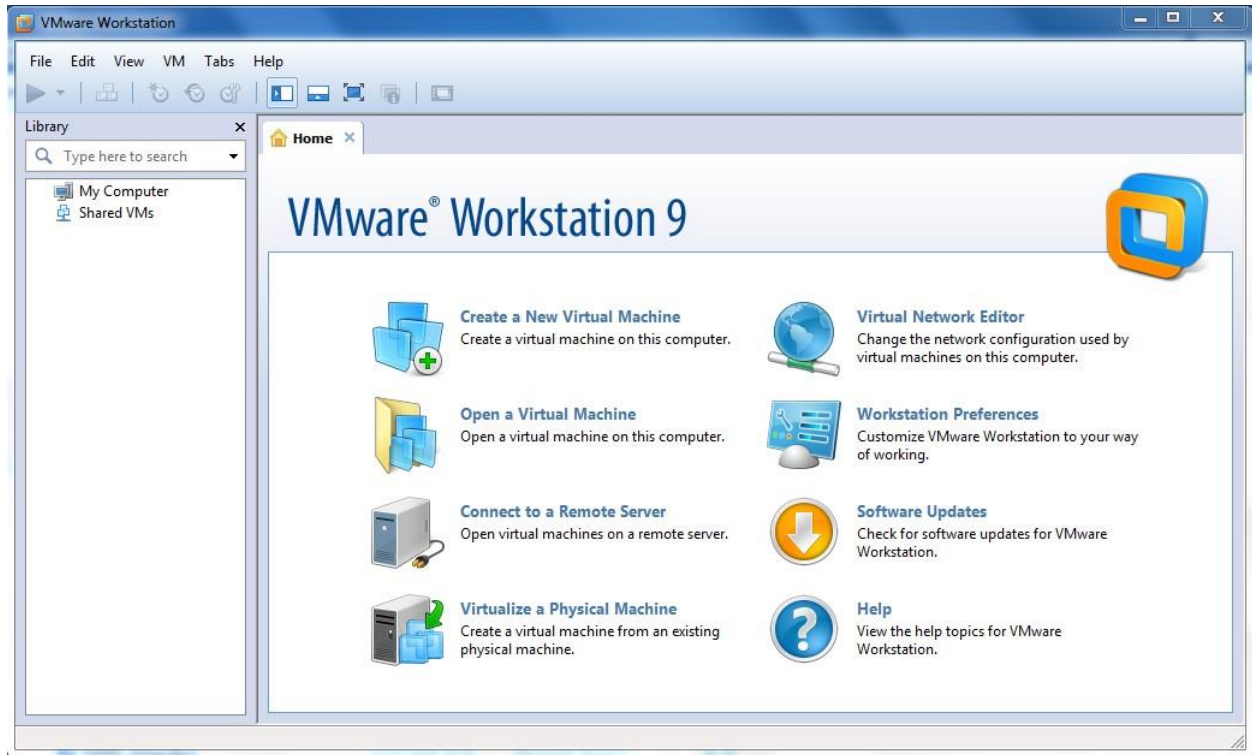 VMware Workstation
File Edit View VM Tabs Help
Library
Type here to search
My Computer
Shared VMs
Home
VMware® Workstation 9
Create a New Virtual Machine
Create a virtual machine on this computer.
Open a Virtual Machine
Open a virtual machine on this computer.
Connect to a Remote Server
Open virtual machines on a remote server.
Virtualize a Physical Machine
Create a virtual machine from an existing
physical machine.
Virtual Network Editor
Change the network configuration used by
virtual machines on this computer.
Workstation Preferences
Customize VMware Workstation to your way
of working.
Software Updates
Check for software updates for VMware
Workstation.
Help
View the help topics for VMware
Workstation.